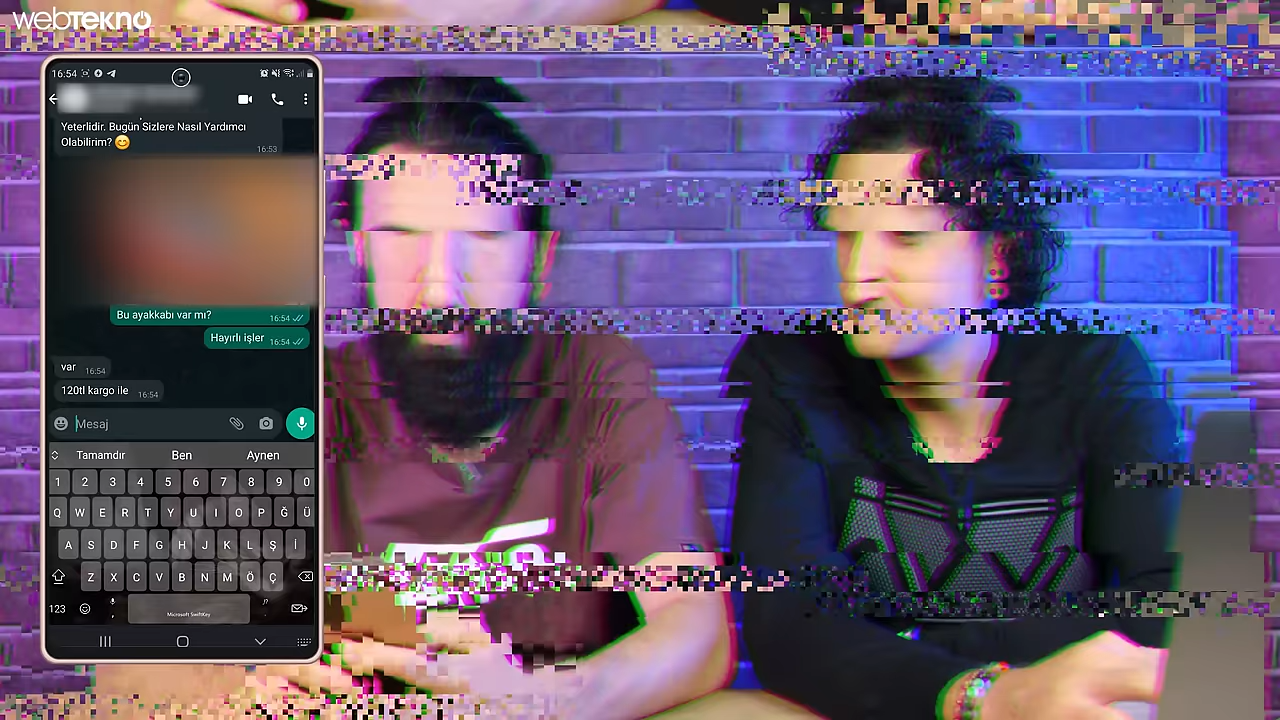 webTEKNO
16:54
Yeterlidir. Bugün Sizlere Nasıl Yardımcı
Olabilirim? 😊
16:53
Bu ayakkabı var mı?
16:54
Hayırlı işler
16:54
var
16:54
120tl kargo ile
16:54
Mesaj
Tamamdır Ben Aynen
1 2 3 4 5 6 7 8 9 0
Q W E R T Y U I O P Ğ Ü
A S D F G H J K L Ş
Z X C V B N M Ö Ç
123
Microsoft SwiftKey